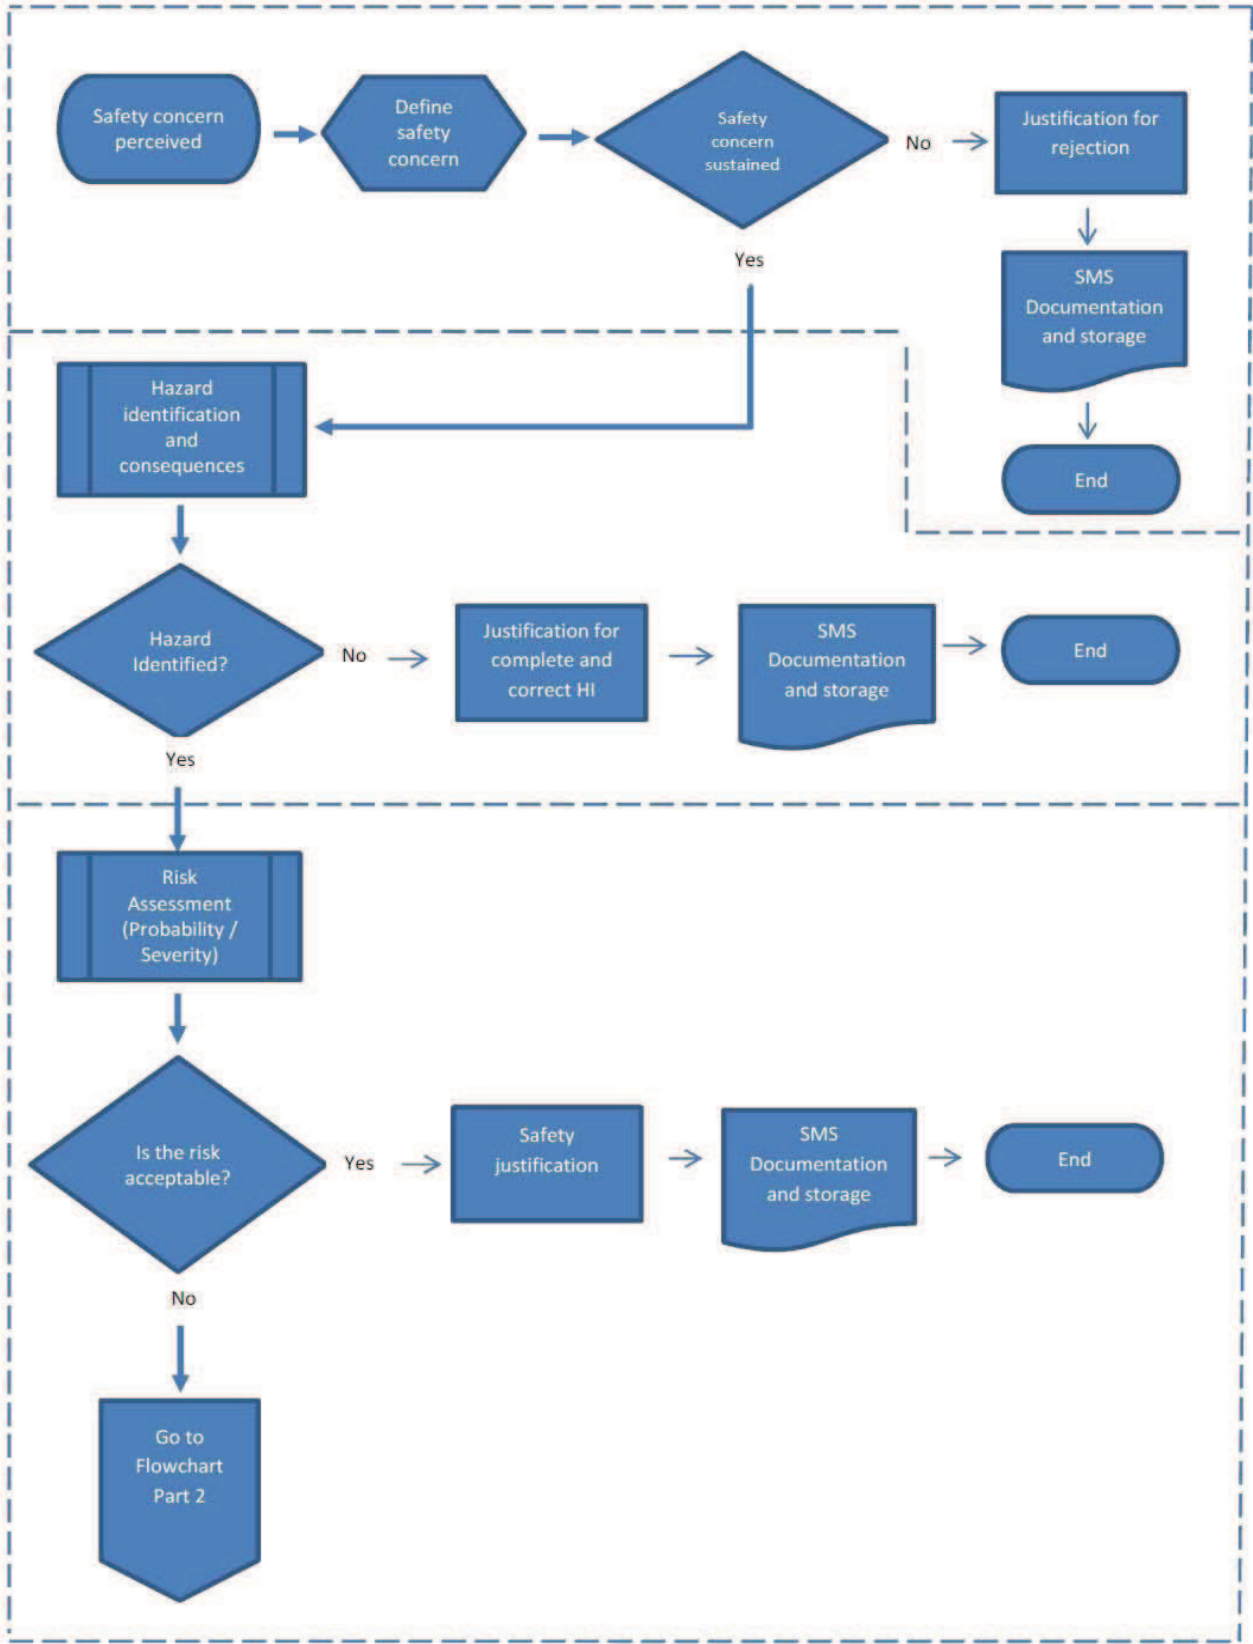 Safety concern
perceived
Define
safety
concern
Safety
concern
sustained
No
Justification for
rejection
Yes
SMS
Documentation
and storage
End
Hazard
identification
and
consequences
Hazard
Identified?
No
Justification for
complete and
correct HI
SMS
Documentation
and storage
End
Yes
Risk
Assessment
(Probability /
Severity)
Is the risk
acceptable?
Yes
Safety
justification
SMS
Documentation
and storage
End
No
Go to
Flowchart
Part 2